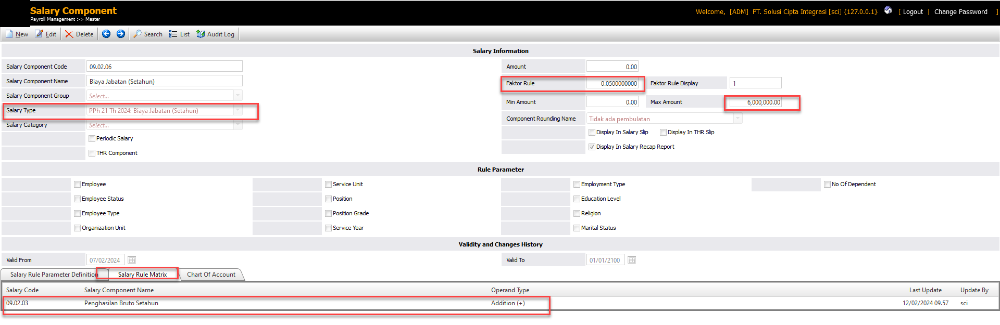 Salary Component
Payroll Management >> Master
Welcome, [ADM] PT. Solusi Cipta Integrasi [sci] {127.0.0.1} [ Logout | Change Password ]
New Edit Delete Search List Audit Log
Salary Information
Salary Component Code 09.02.06 Amount 0.00
Salary Component Name Biaya Jabatan (Setahun) Faktor Rule 0.0500000000 Faktor Rule Display 1
Salary Component Group Select...
Min Amount 0.00 Max Amount 6,000,000.00
Salary Type PPh 21 Th 2024: Biaya Jabatan (Setahun)
Component Rounding Name Tidak ada pembulatan
Salary Category Select...
Display In Salary Slip Display In THR Slip
Periodic Salary
Display In Salary Recap Report
THR Component
Rule Parameter
Employee Service Unit Employment Type No Of Dependent
Employee Status Position Education Level
Employee Type Position Grade Religion
Organization Unit Service Year Marital Status
Validity and Changes History
Valid From 07/02/2024 Valid To 01/01/2100
Salary Rule Parameter Definition Salary Rule Matrix Chart Of Account
Salary Code Salary Component Name Operand Type Last Update Update By
09.02.03 Penghasilan Bruto Setahun Addition (+) 12/02/2024 09.57 sci